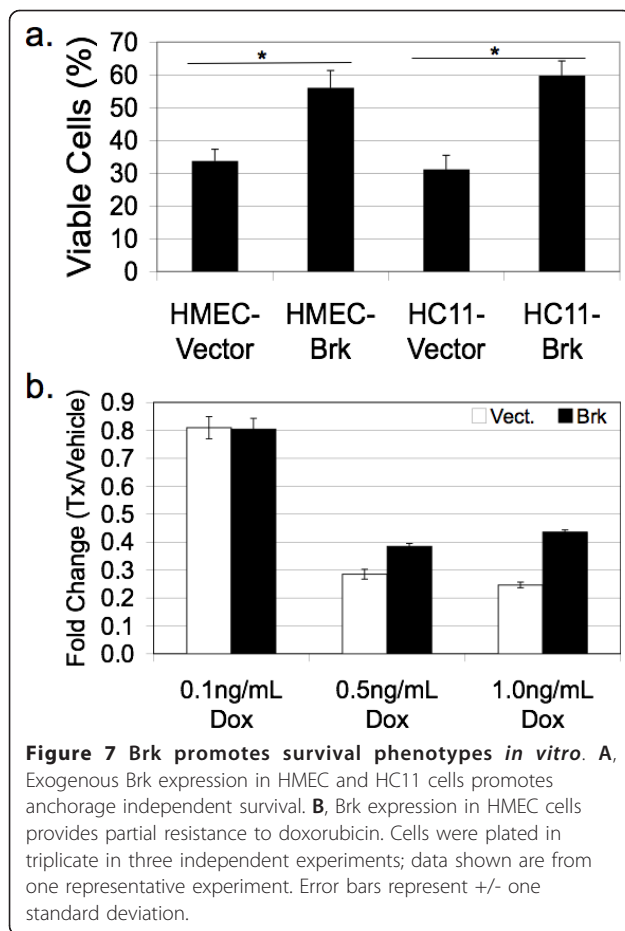 a.
Viable Cells (%)
70
60
50
40
30
20
10
0
*
*
HMEC-
Vector
HMEC-
Brk
HC11-
Vector
HC11-
Brk
b.
Fold Change (Tx/Vehicle)
0.9
0.8
0.7
0.6
0.5
0.4
0.3
0.2
0.1
0.0
Vect.
Brk
0.1ng/mL
Dox
0.5ng/mL
Dox
1.0ng/mL
Dox
Figure 7 Brk promotes survival phenotypes in vitro. A,
Exogenous Brk expression in HMEC and HC11 cells promotes
anchorage independent survival. B, Brk expression in HMEC cells
provides partial resistance to doxorubicin. Cells were plated in
triplicate in three independent experiments; data shown are from
one representative experiment. Error bars represent +/- one
standard deviation.